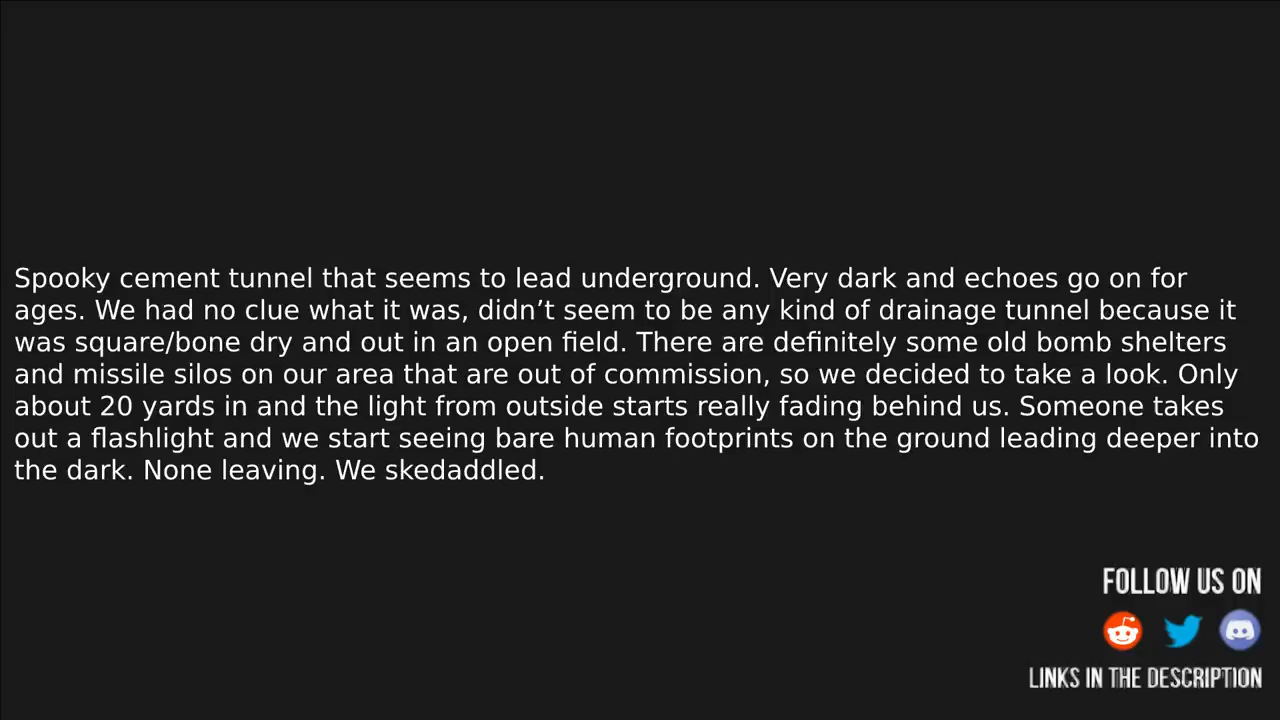 Spooky cement tunnel that seems to lead underground. Very dark and echoes go on for
ages. We had no clue what it was, didn’t seem to be any kind of drainage tunnel because it
was square/bone dry and out in an open field. There are definitely some old bomb shelters
and missile silos on our area that are out of commission, so we decided to take a look. Only
about 20 yards in and the light from outside starts really fading behind us. Someone takes
out a flashlight and we start seeing bare human footprints on the ground leading deeper into
the dark. None leaving. We skedaddled.
FOLLOW US ON
LINKS IN THE DESCRIPTION